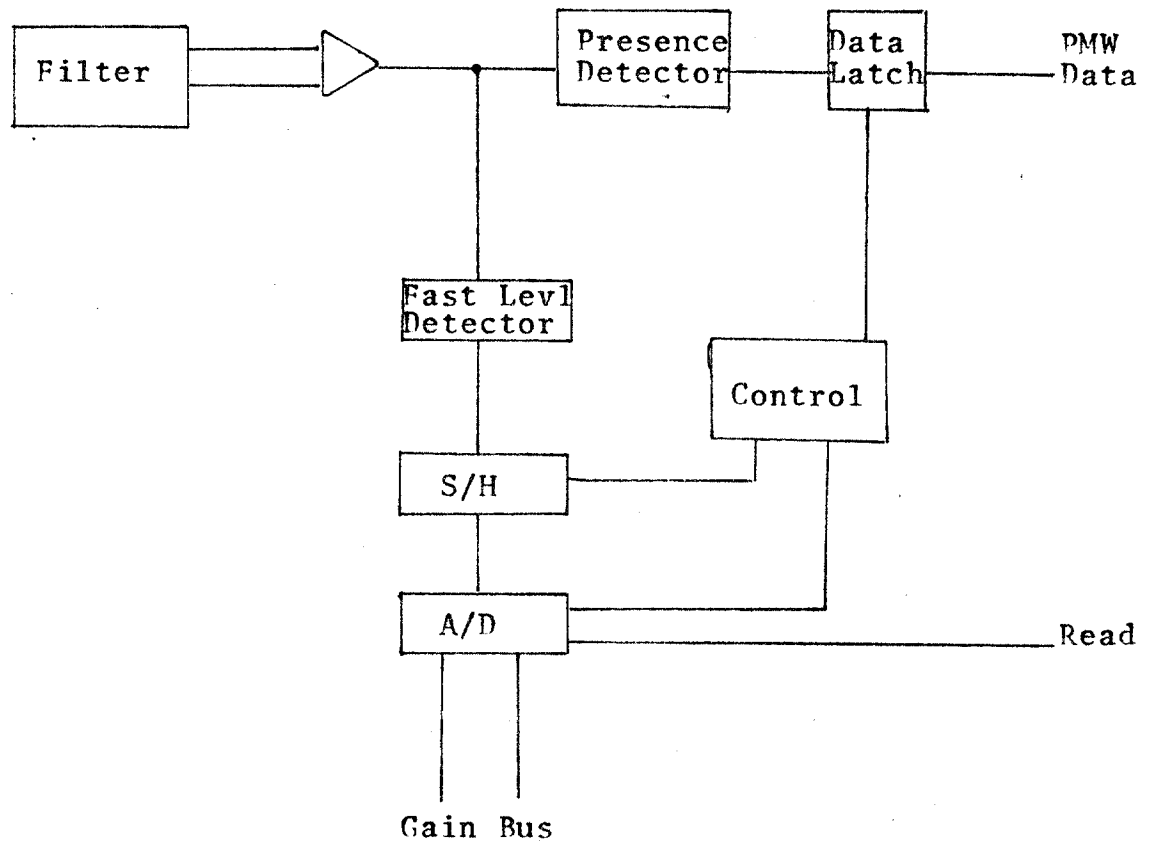 Filter
Presence
Detector
Data
Latch
PMW
Data
Fast Levl
Detector
Control
S/H
A/D
Read
Gain Bus